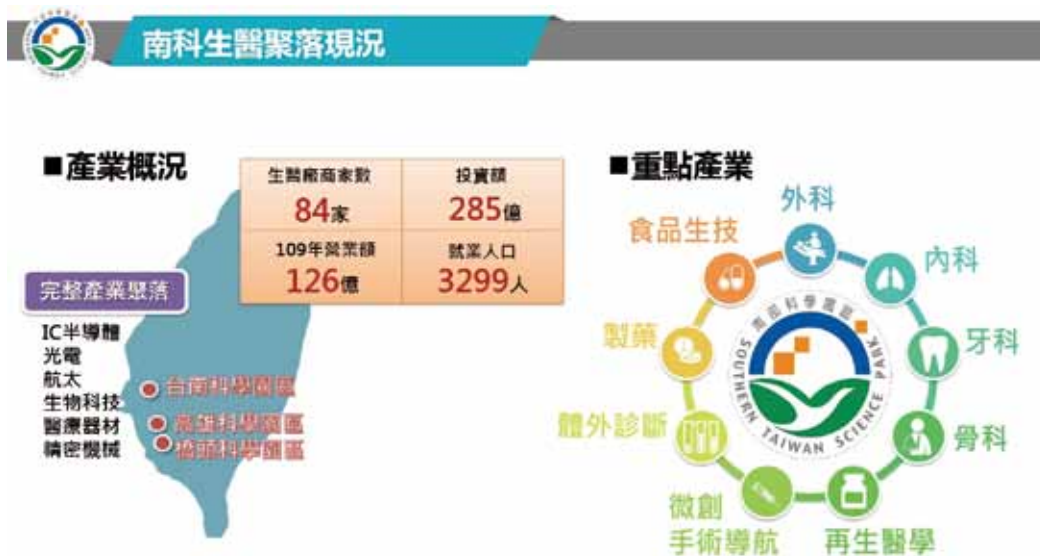 南科生醫聚落現況
■產業概況
生醫廠商家數
84家
投資額
285億
109年營業額
126億
就業人口
3299人
完整產業聚落
IC半導體
光電
航太
生物科技
醫療器材
精密機械
台南科學園區
高雄科學園區
橋頭科學園區
■重點產業
外科
內科
牙科
骨科
再生醫學
微創
手術導航
體外診斷
製藥
食品生技
南部科學園區
SOUTHERN TAIWAN SCIENCE PARK